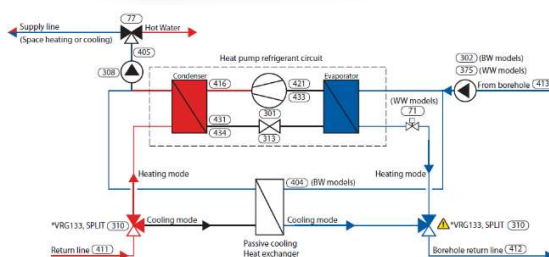 77
Supply line
Hot Water
(Space heating or cooling)
405
Heat pump refrigerant circuit
302 (BW models)
375 (WW models)
308
Condenser
416
421
433
Evaporator
From borehole 413
(WW models)
71
301
431
434
313
Heating mode
404 (BW models)
Heating mode
*VRG133, SPLIT 310
Cooling mode
Cooling mode
*VRG133, SPLIT 310
Return line 411
Passive cooling
Heat exchanger
Borehole return line 412